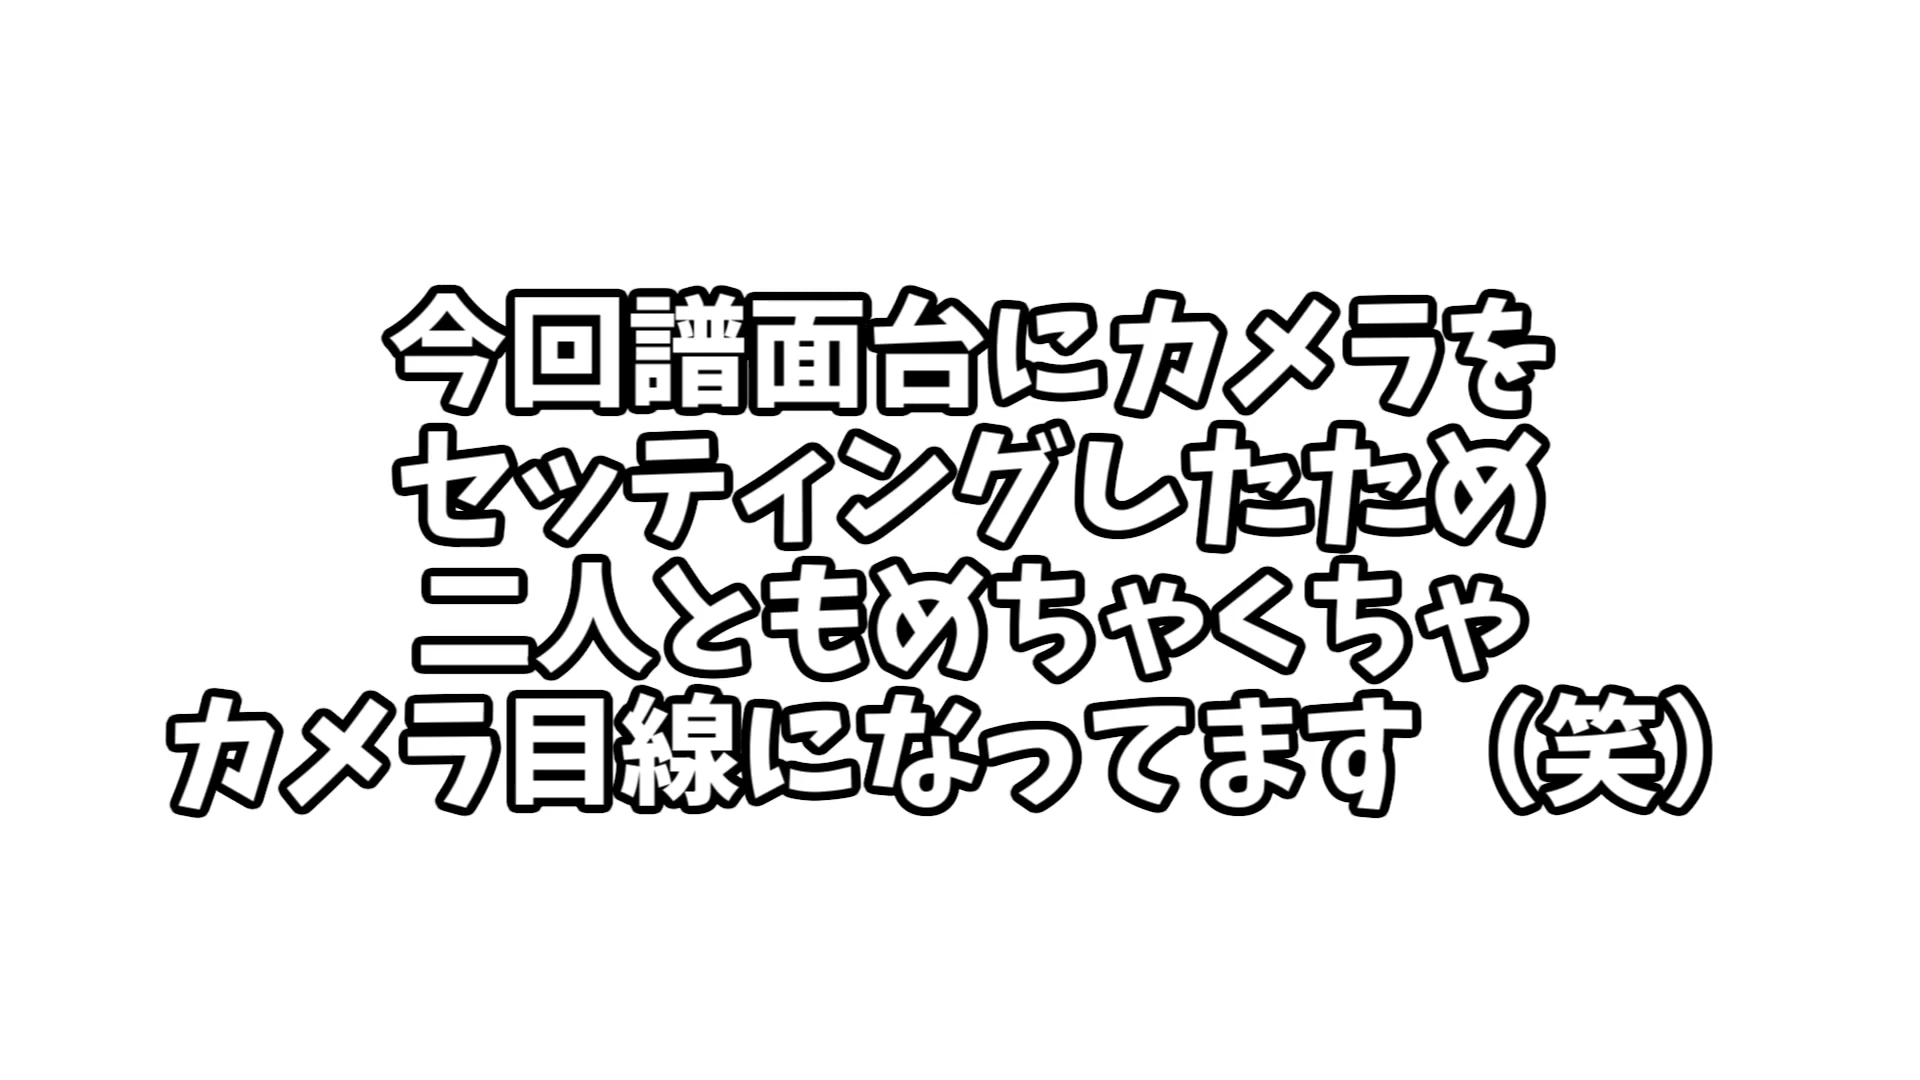 今回譜面台にカメラを
セッティングしたため
二人ともめちゃくちゃ
カメラ目線になってます（笑）